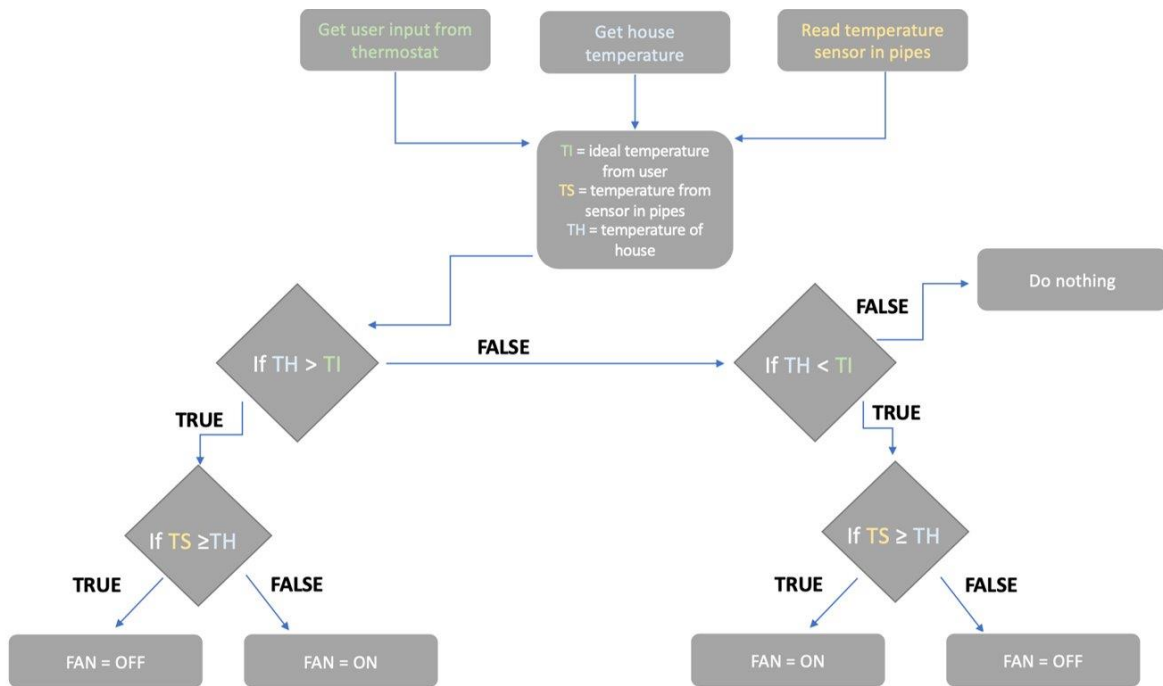 Get user input from
thermostat
Get house
temperature
Read temperature
sensor in pipes
TI = ideal temperature
from user
TS = temperature from
sensor in pipes
TH = temperature of
house
Do nothing
FALSE
If TH > TI
FALSE
If TH < TI
TRUE
TRUE
If TS ≥TH
If TS ≥ TH
TRUE
FALSE
TRUE
FALSE
FAN = OFF
FAN = ON
FAN = ON
FAN = OFF